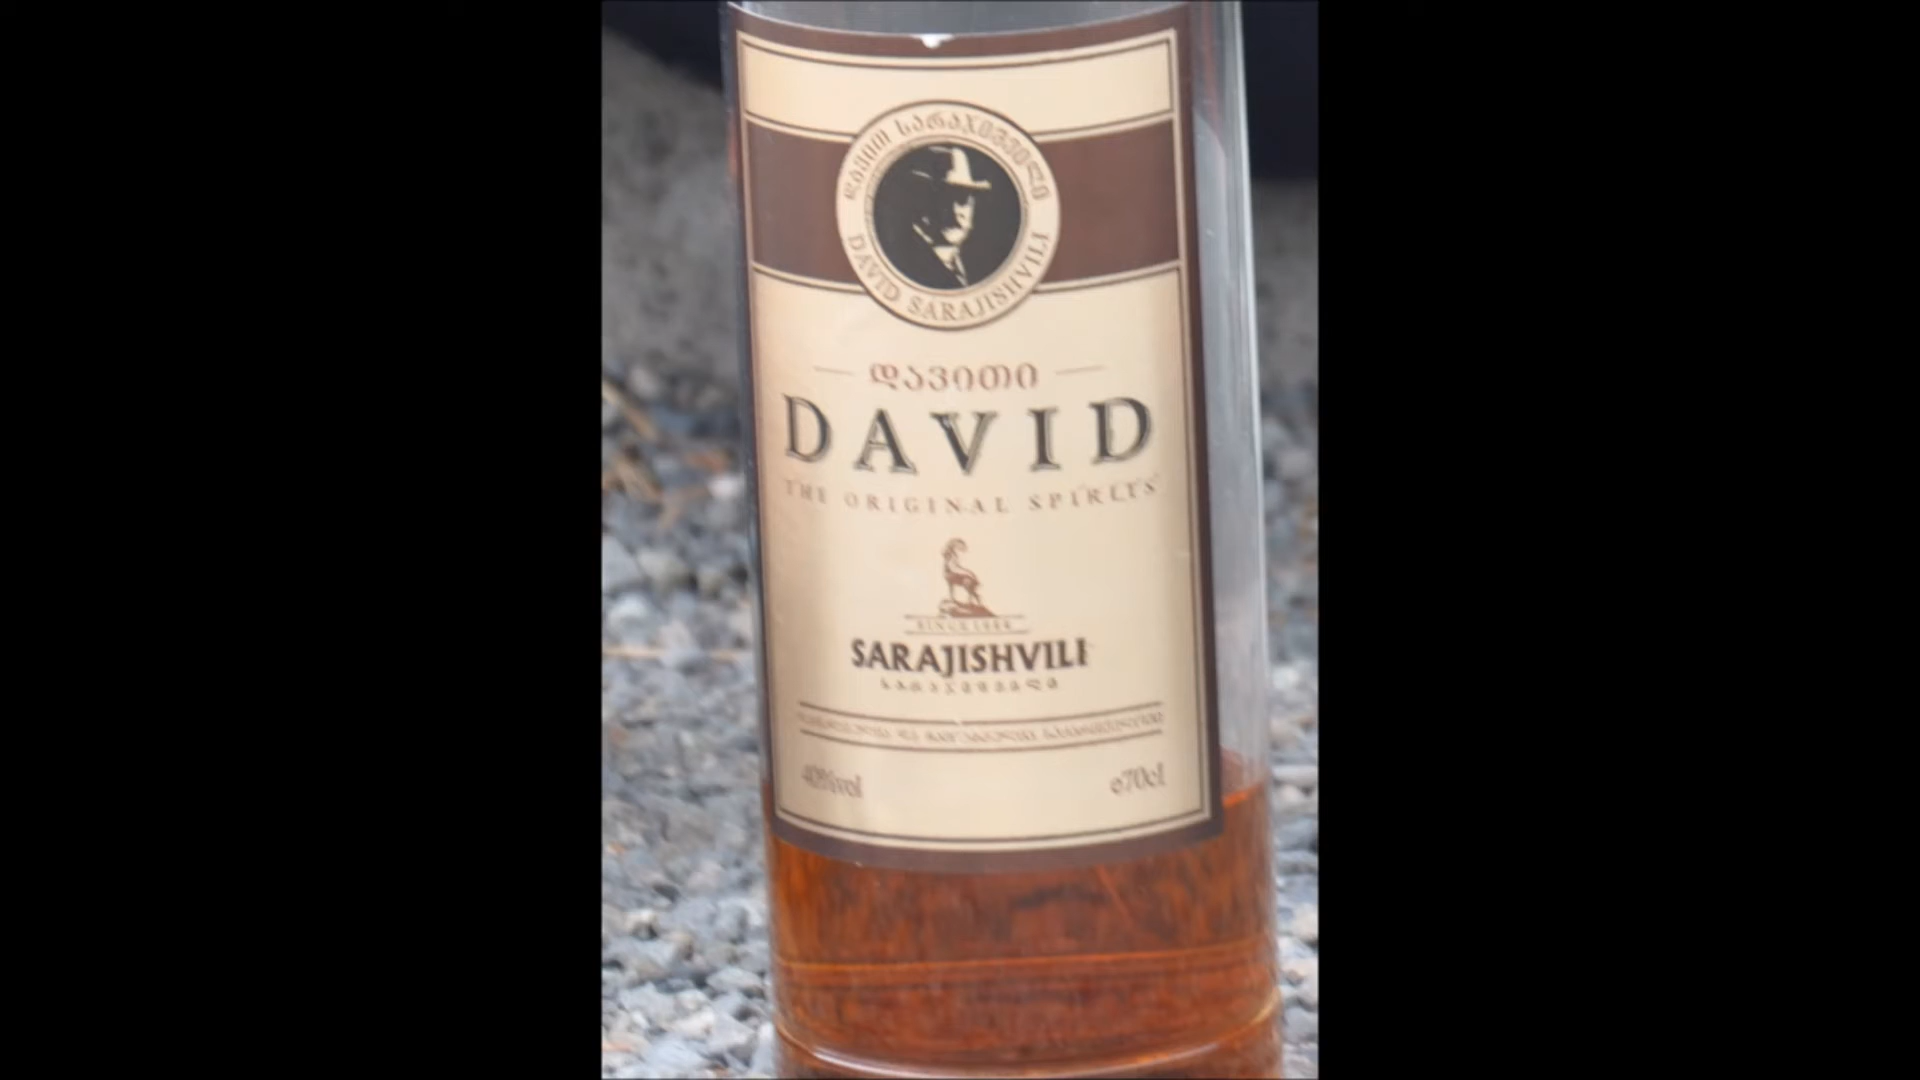 დავით სარაჯიშვილი
DAVID SARAJISHVILI
დავითი
DAVID
THE ORIGINAL SPIRITS
SINCE 1884
SARAJISHVILI
სარაჯიშვილი
40%vol
e70cl